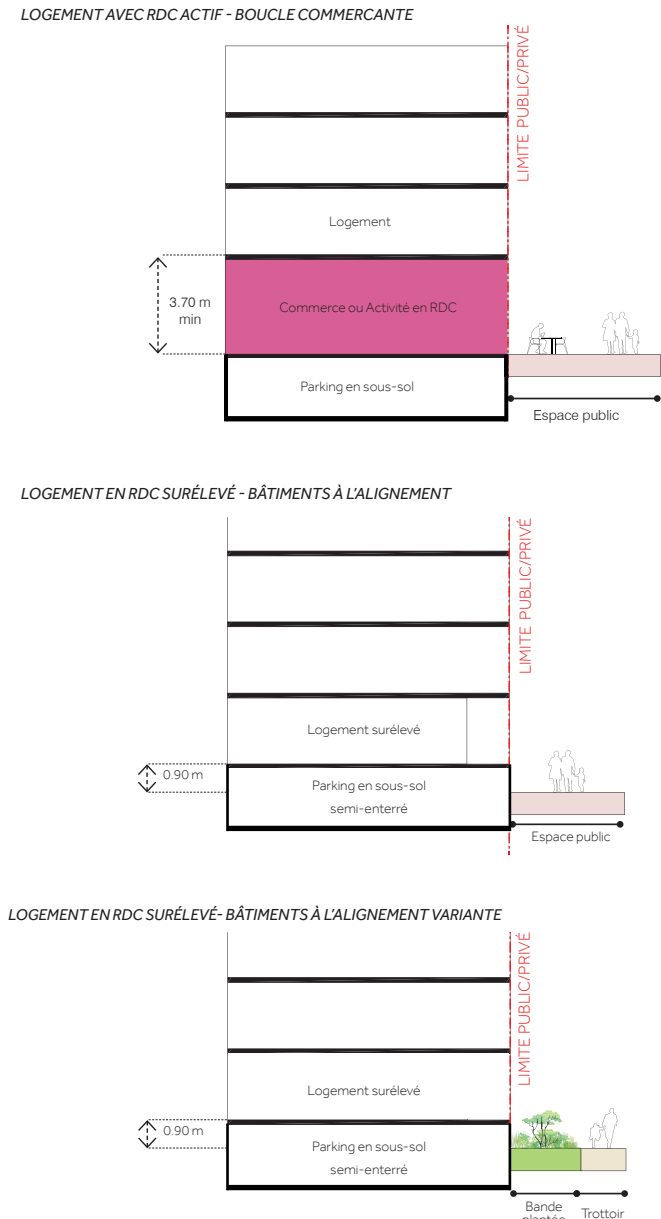 LOGEMENT AVEC RDC ACTIF - BOUCLE COMMERCANTE
LIMITE PUBLIC/PRIVÉ
Logement
3.70 m
min
Commerce ou Activité en RDC
Parking en sous-sol
Espace public
LOGEMENT EN RDC SURÉLEVÉ - BÂTIMENTS À L'ALIGNEMENT
LIMITE PUBLIC/PRIVÉ
Logement surélevé
0.90 m
Parking en sous-sol
semi-enterré
Espace public
LOGEMENT EN RDC SURÉLEVÉ- BÂTIMENTS À L'ALIGNEMENT VARIANTE
LIMITE PUBLIC/PRIVÉ
Logement surélevé
0.90 m
Parking en sous-sol
semi-enterré
Bande
plantée
Trottoir